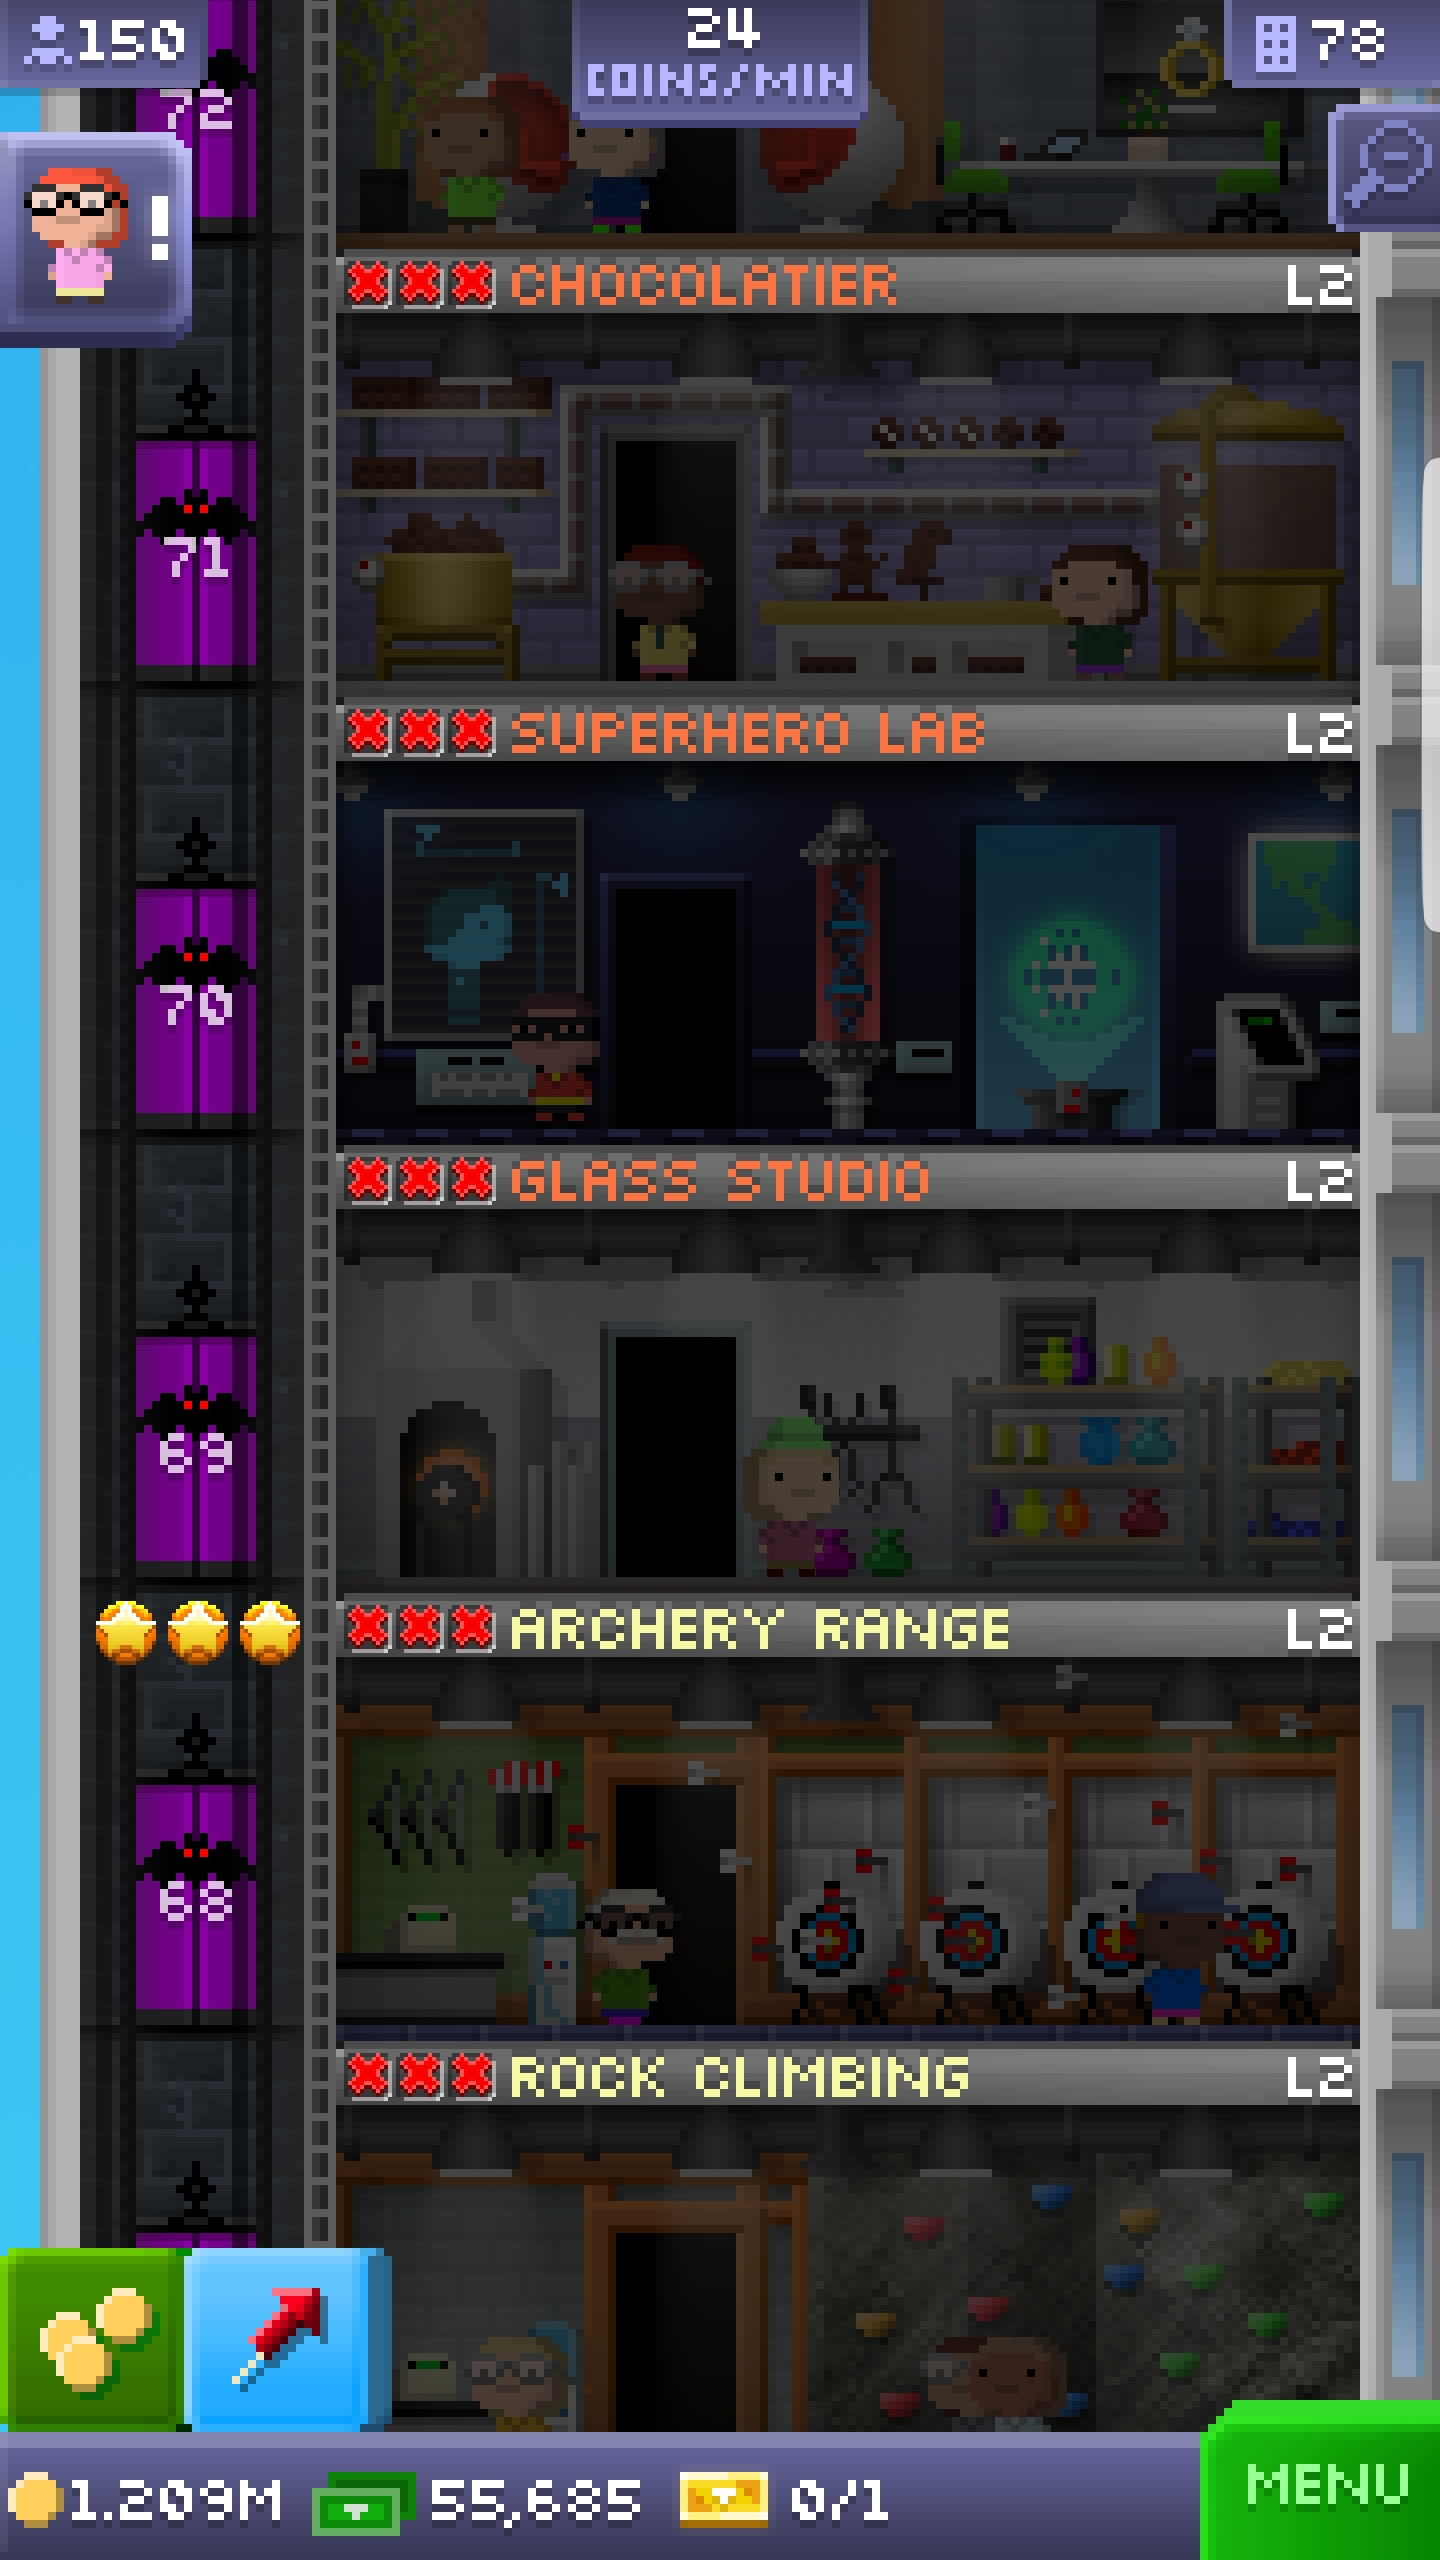 150
24
COINS/MIN
78
72
!
CHOCOLATIER L2
71
SUPERHERO LAB L2
70
GLASS STUDIO L2
69
ARCHERY RANGE L2
68
ROCK CLIMBING L2
1.209M 55,685 0/1
MENU